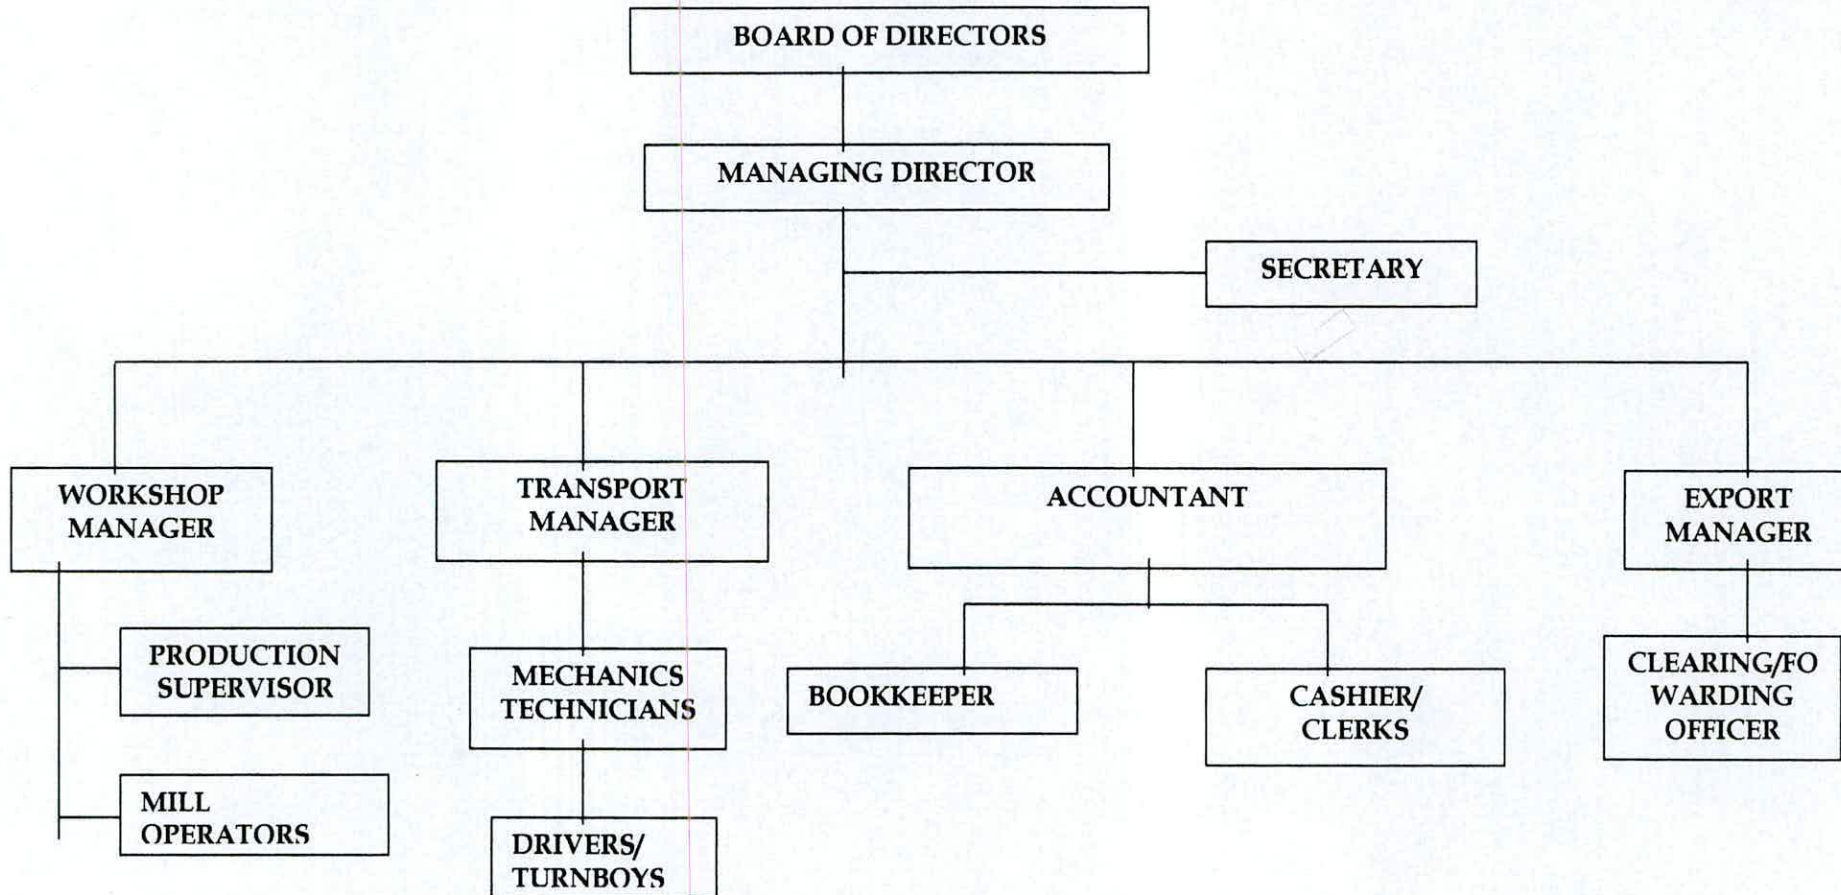 BOARD OF DIRECTORS
MANAGING DIRECTOR
SECRETARY
WORKSHOP
MANAGER
TRANSPORT
MANAGER
ACCOUNTANT
EXPORT
MANAGER
PRODUCTION
SUPERVISOR
MECHANICS
TECHNICIANS
BOOKKEEPER
CASHIER/
CLERKS
CLEARING/FO
WARDING
OFFICER
MILL
OPERATORS
DRIVERS/
TURNBOYS